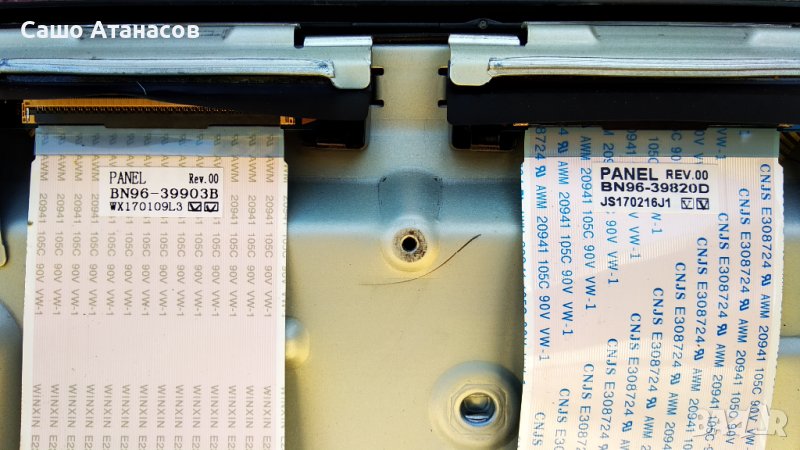 Сашо Атанасов
PANEL Rev.00
BN96-39903B
WX170109L3
PANEL REV.00
BN96-39820D
JS170216J1
AWM 20941 105C 90V VW-1
WINXIN
CNJS E308724 AWM 20941 105C 90V VW-1
BAZAR